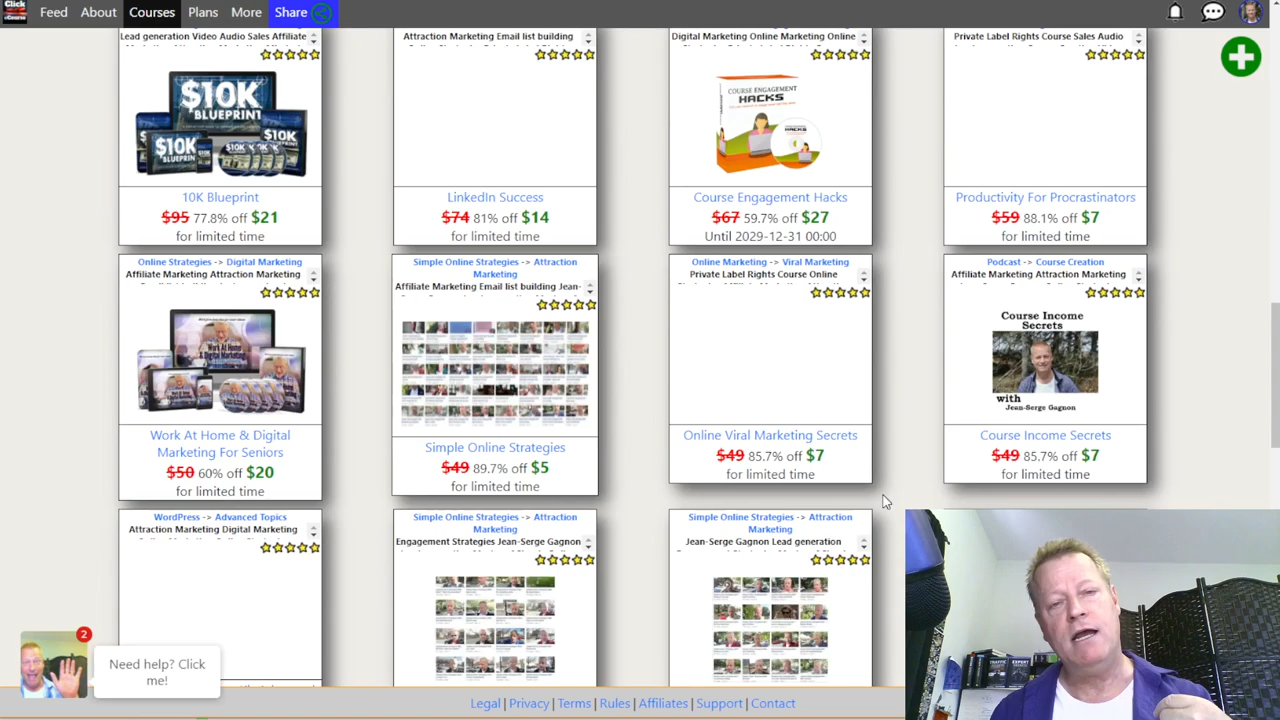 Click
eCourse
Feed
About
Courses
Plans
More
Share
Lead generation Video Audio Sales Affiliate
Attraction Marketing Email list building
Digital Marketing Online Marketing Online
Private Label Rights Course Sales Audio
$10K
BLUEPRINT
COURSE ENGAGEMENT
HACKS
10K Blueprint
$95 77.8% off $21
for limited time
LinkedIn Success
$74 81% off $14
for limited time
Course Engagement Hacks
$67 59.7% off $27
Until 2029-12-31 00:00
Productivity For Procrastinators
$59 88.1% off $7
for limited time
Online Strategies -> Digital Marketing
Affiliate Marketing Attraction Marketing
Work At Home
& Digital
Marketing
Work At Home & Digital
Marketing For Seniors
$50 60% off $20
for limited time
Simple Online Strategies -> Attraction
Marketing
Affiliate Marketing Email list building Jean-
Simple Online Strategies
$49 89.7% off $5
for limited time
Online Marketing -> Viral Marketing
Private Label Rights Course Online
Online Viral Marketing Secrets
$49 85.7% off $7
for limited time
Podcast -> Course Creation
Affiliate Marketing Attraction Marketing
Course Income
Secrets
with
Jean-Serge Gagnon
Course Income Secrets
$49 85.7% off $7
for limited time
WordPress -> Advanced Topics
Attraction Marketing Digital Marketing
Simple Online Strategies -> Attraction
Marketing
Engagement Strategies Jean-Serge Gagnon
Simple Online Strategies -> Attraction
Marketing
Jean-Serge Gagnon Lead generation
2
Need help? Click
me!
TRAFFIC
EXPERT
Legal | Privacy | Terms | Rules | Affiliates | Support | Contact